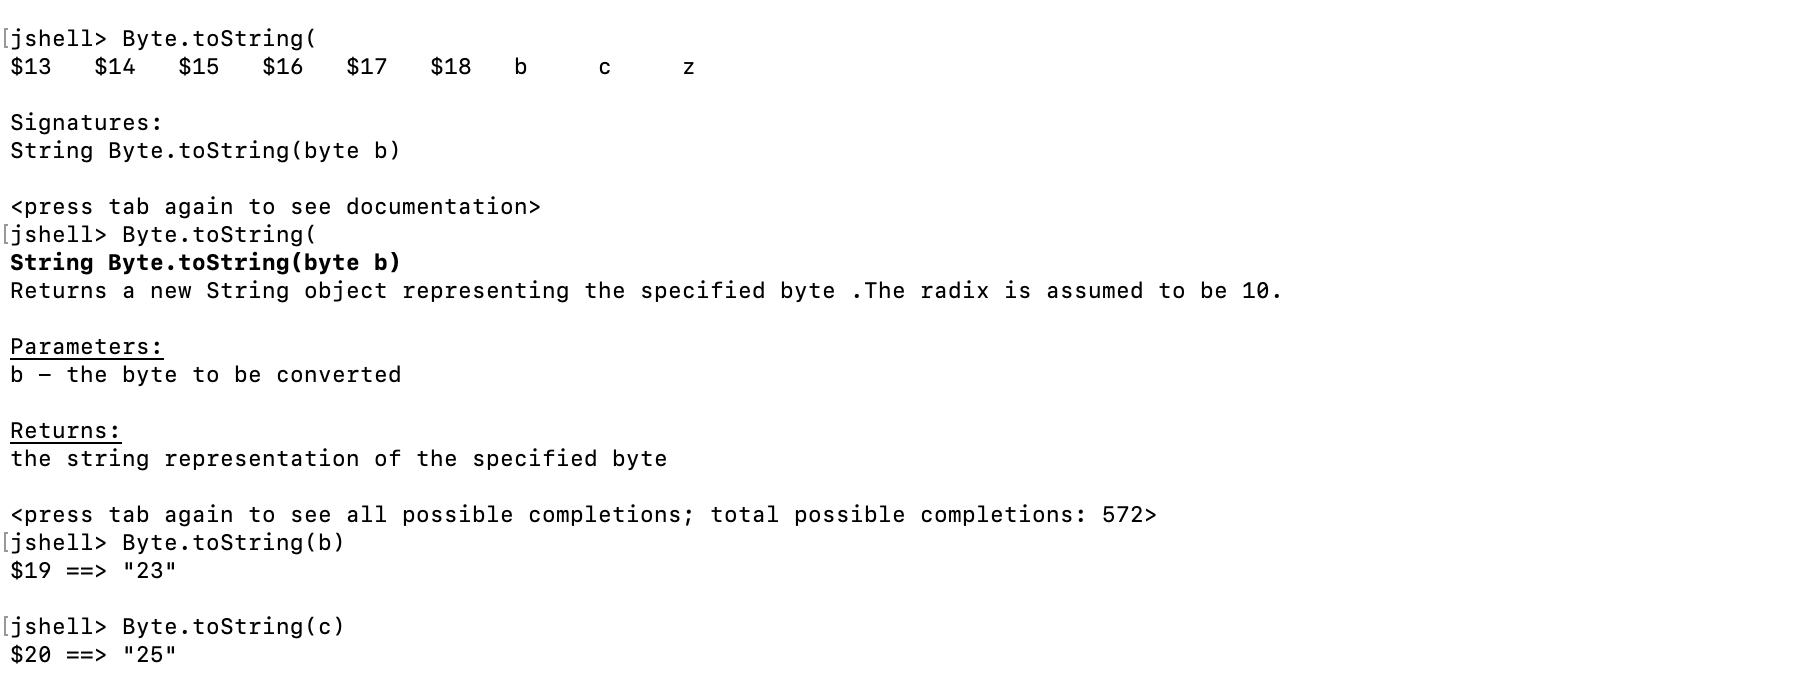 [jshell> Byte.toString(
$13   $14   $15   $16   $17   $18   b     c     z
Signatures:
String Byte.toString(byte b)
<press tab again to see documentation>
[jshell> Byte.toString(
String Byte.toString(byte b)
Returns a new String object representing the specified byte .The radix is assumed to be 10.
Parameters:
b – the byte to be converted
Returns:
the string representation of the specified byte
<press tab again to see all possible completions; total possible completions: 572>
[jshell> Byte.toString(b)
$19 ==> "23"
[jshell> Byte.toString(c)
$20 ==> "25"